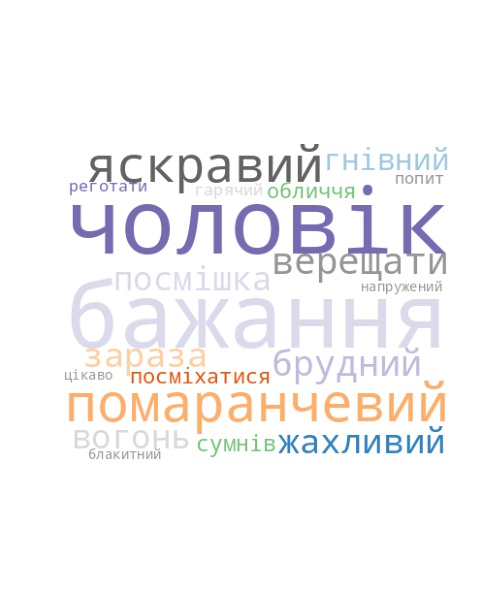 яскравий гнівний
попит
реготати гарячий обличчя
чоловік
верещати
посмішка
напружений
бажання
зараза брудний
цікаво посміхатися
помаранчевий
вогонь сумнів жахливий
блакитний